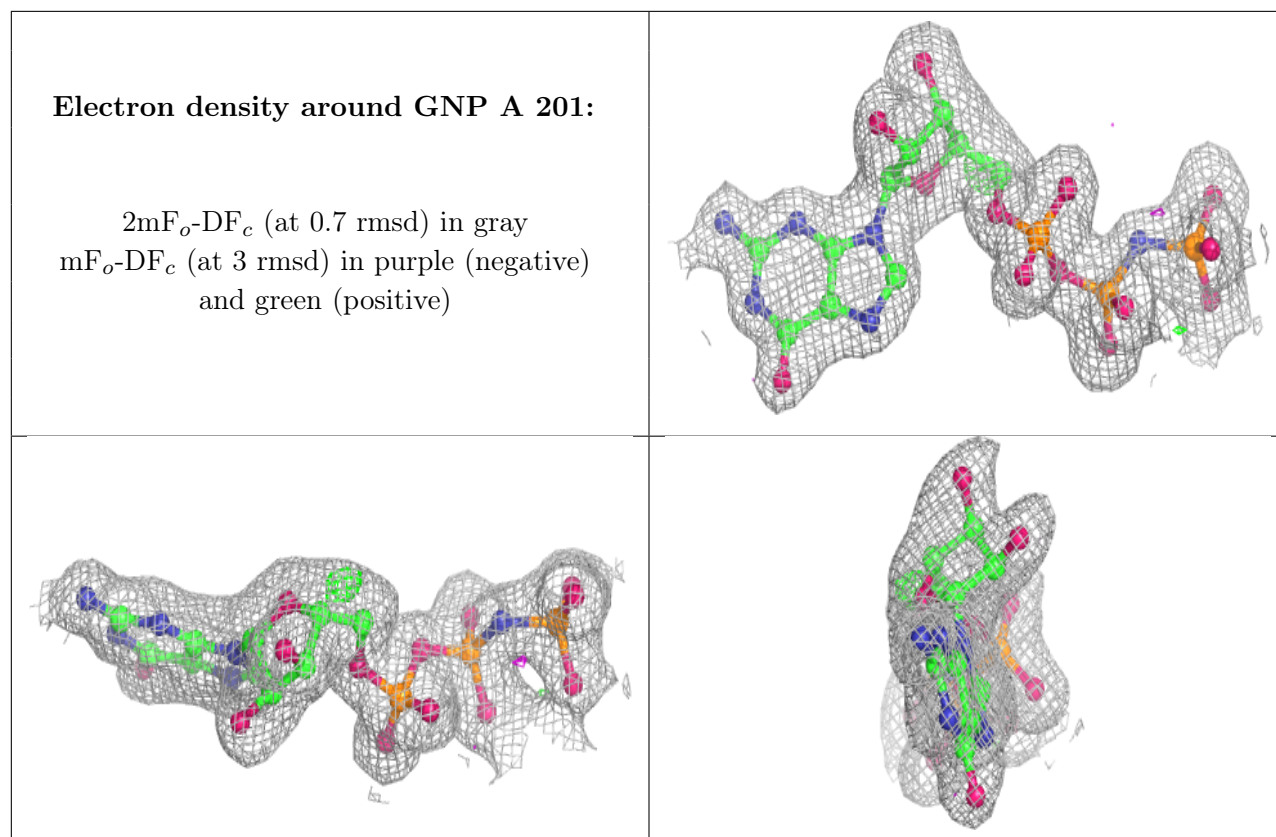 Electron density around GNP A 201:
2mFo-DFc (at 0.7 rmsd) in gray
mFo-DFc (at 3 rmsd) in purple (negative)
and green (positive)